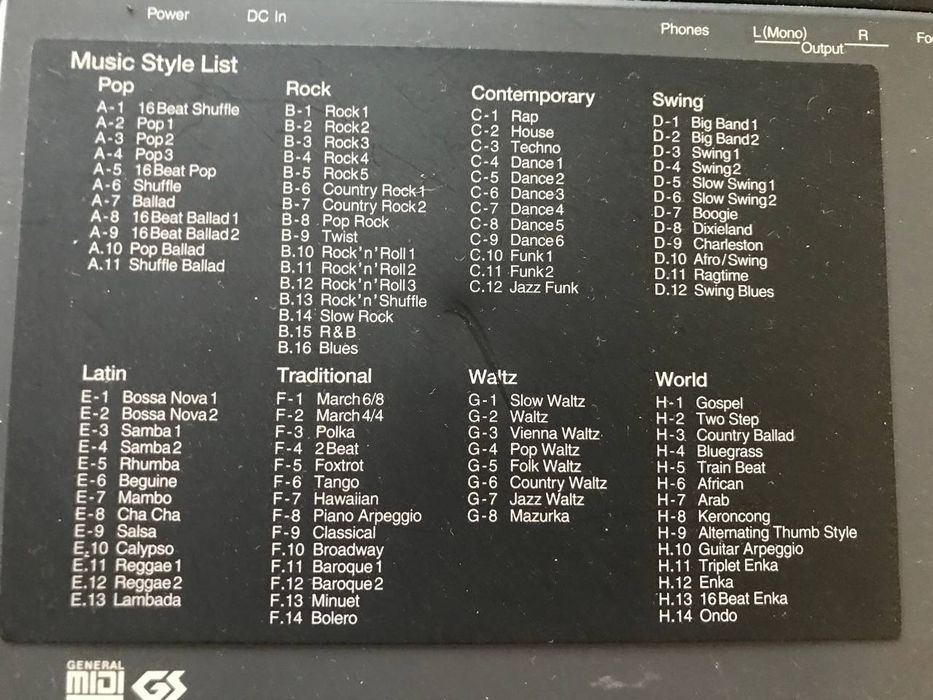 Power
DC In
Phones
L(Mono)
R
Output
Music Style List
Pop
A-1 16Beat Shuffle
A-2 Pop1
A-3 Pop2
A-4 Pop3
A-5 16Beat Pop
A-6 Shuffle
A-7 Ballad
A-8 16Beat Ballad1
A-9 16Beat Ballad2
A.10 Pop Ballad
A.11 Shuffle Ballad
Rock
B-1 Rock1
B-2 Rock2
B-3 Rock3
B-4 Rock4
B-5 Rock5
B-6 Country Rock1
B-7 Country Rock2
B-8 Pop Rock
B-9 Twist
B.10 Rock'n'Roll1
B.11 Rock'n'Roll2
B.12 Rock'n'Roll3
B.13 Rock'n'Shuffle
B.14 Slow Rock
B.15 R&B
B.16 Blues
Contemporary
C-1 Rap
C-2 House
C-3 Techno
C-4 Dance1
C-5 Dance2
C-6 Dance3
C-7 Dance4
C-8 Dance5
C-9 Dance6
C.10 Funk1
C.11 Funk2
C.12 Jazz Funk
Swing
D-1 Big Band1
D-2 Big Band2
D-3 Swing1
D-4 Swing2
D-5 Slow Swing1
D-6 Slow Swing2
D-7 Boogie
D-8 Dixieland
D-9 Charleston
D.10 Afro/Swing
D.11 Ragtime
D.12 Swing Blues
Latin
E-1 Bossa Nova1
E-2 Bossa Nova2
E-3 Samba1
E-4 Samba2
E-5 Rhumba
E-6 Beguine
E-7 Mambo
E-8 Cha Cha
E-9 Salsa
E.10 Calypso
E.11 Reggae1
E.12 Reggae2
E.13 Lambada
Traditional
F-1 March6/8
F-2 March4/4
F-3 Polka
F-4 2Beat
F-5 Foxtrot
F-6 Tango
F-7 Hawaiian
F-8 Piano Arpeggio
F-9 Classical
F.10 Broadway
F.11 Baroque1
F.12 Baroque2
F.13 Minuet
F.14 Bolero
Waltz
G-1 Slow Waltz
G-2 Waltz
G-3 Vienna Waltz
G-4 Pop Waltz
G-5 Folk Waltz
G-6 Country Waltz
G-7 Jazz Waltz
G-8 Mazurka
World
H-1 Gospel
H-2 Two Step
H-3 Country Ballad
H-4 Bluegrass
H-5 Train Beat
H-6 African
H-7 Arab
H-8 Keroncong
H-9 Alternating Thumb Style
H.10 Guitar Arpeggio
H.11 Triplet Enka
H.12 Enka
H.13 16Beat Enka
H.14 Ondo
GENERAL
MIDI GS